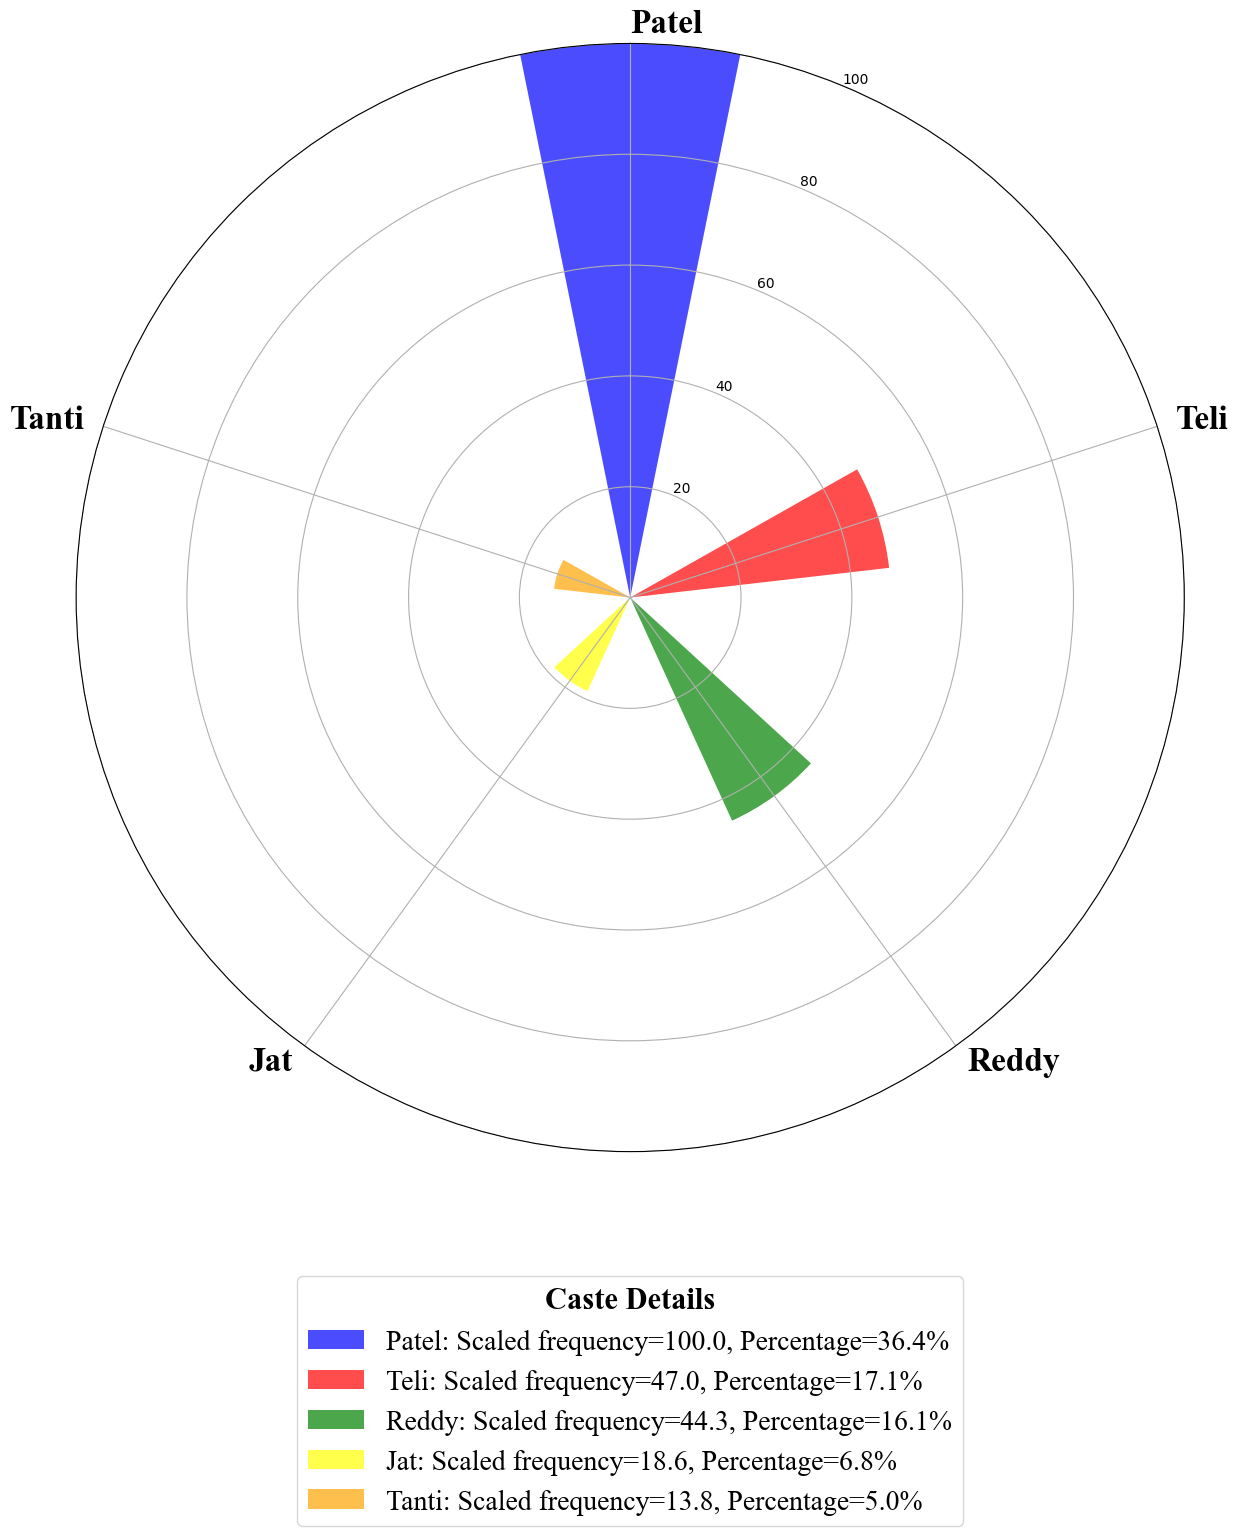 Patel
100
80
60
Tanti
40
Teli
20
Jat
Reddy
Caste Details
Patel: Scaled frequency=100.0, Percentage=36.4%
Teli: Scaled frequency=47.0, Percentage=17.1%
Reddy: Scaled frequency=44.3, Percentage=16.1%
Jat: Scaled frequency=18.6, Percentage=6.8%
Tanti: Scaled frequency=13.8, Percentage=5.0%